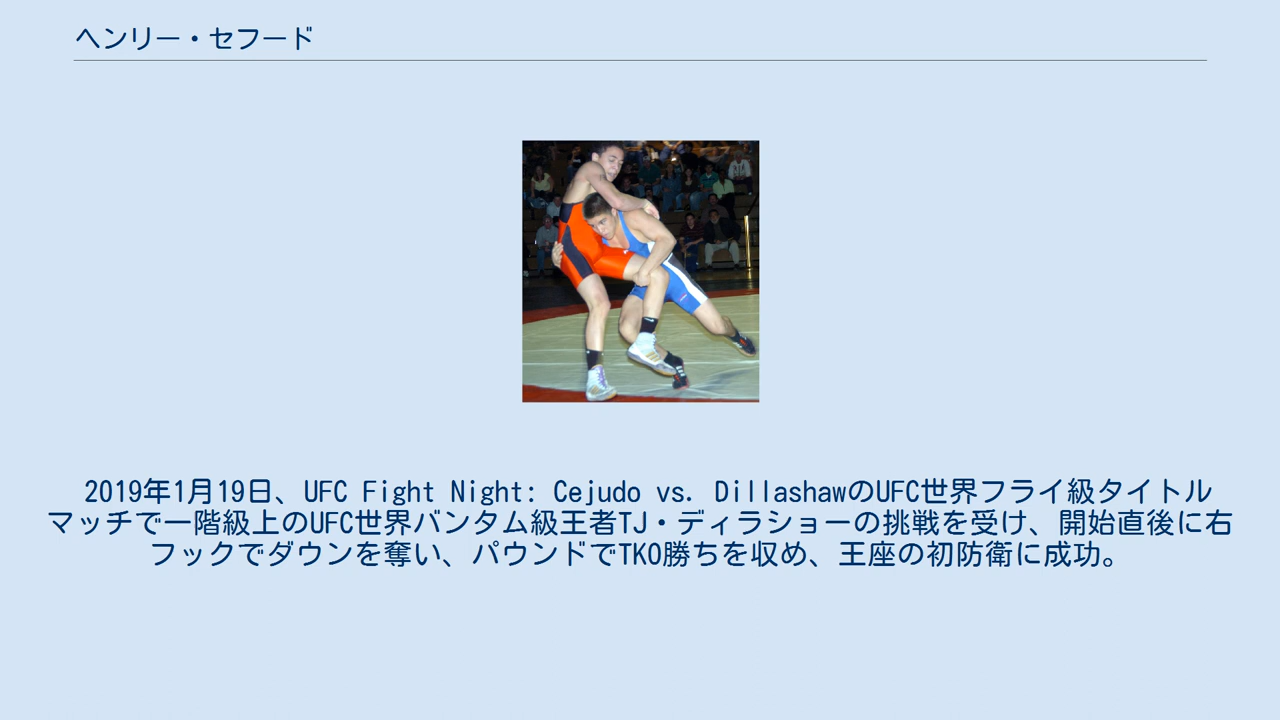 ヘンリー・セフード
2019年1月19日、UFC Fight Night: Cejudo vs. DillashawのUFC世界フライ級タイトル
マッチで一階級上のUFC世界バンタム級王者TJ・ディラショーの挑戦を受け、開始直後に右
フックでダウンを奪い、パウンドでTKO勝ちを収め、王座の初防衛に成功。